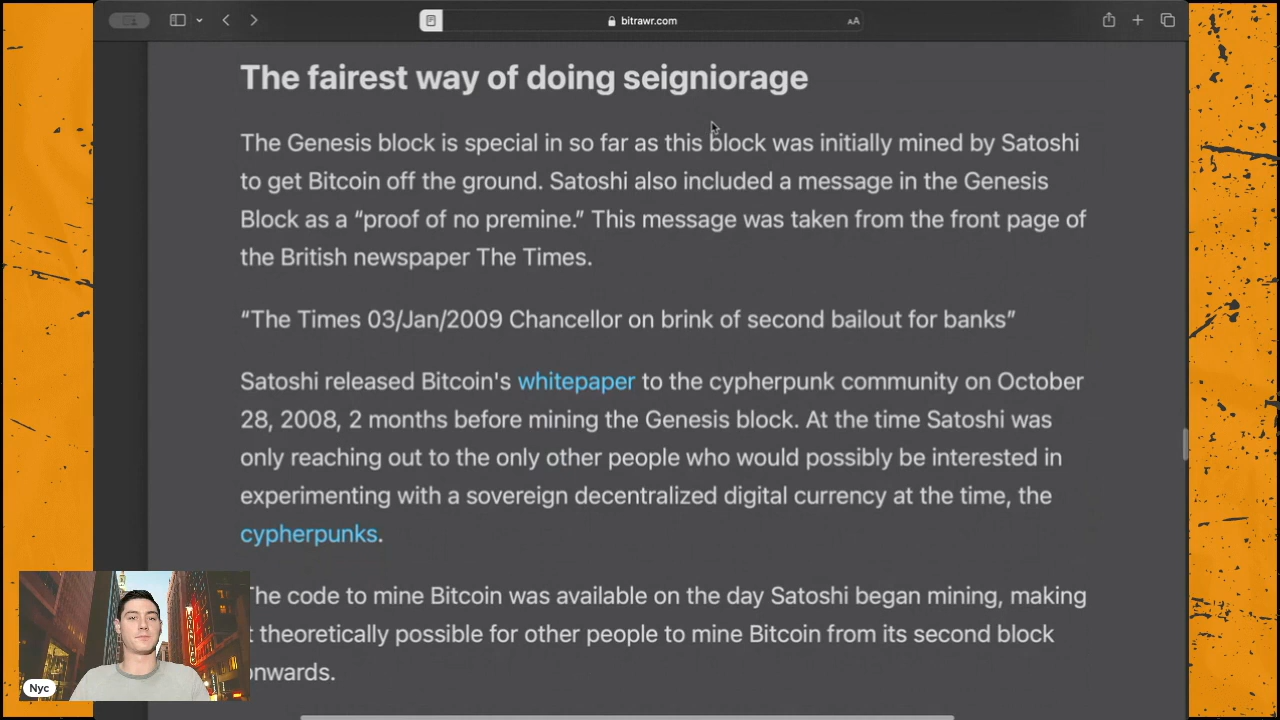 bitrawr.com
AA
The fairest way of doing seigniorage
The Genesis block is special in so far as this block was initially mined by Satoshi
to get Bitcoin off the ground. Satoshi also included a message in the Genesis
Block as a “proof of no premine.” This message was taken from the front page of
the British newspaper The Times.
“The Times 03/Jan/2009 Chancellor on brink of second bailout for banks”
Satoshi released Bitcoin's whitepaper to the cypherpunk community on October
28, 2008, 2 months before mining the Genesis block. At the time Satoshi was
only reaching out to the only other people who would possibly be interested in
experimenting with a sovereign decentralized digital currency at the time, the
cypherpunks.
The code to mine Bitcoin was available on the day Satoshi began mining, making
t theoretically possible for other people to mine Bitcoin from its second block
onwards.
Nyc